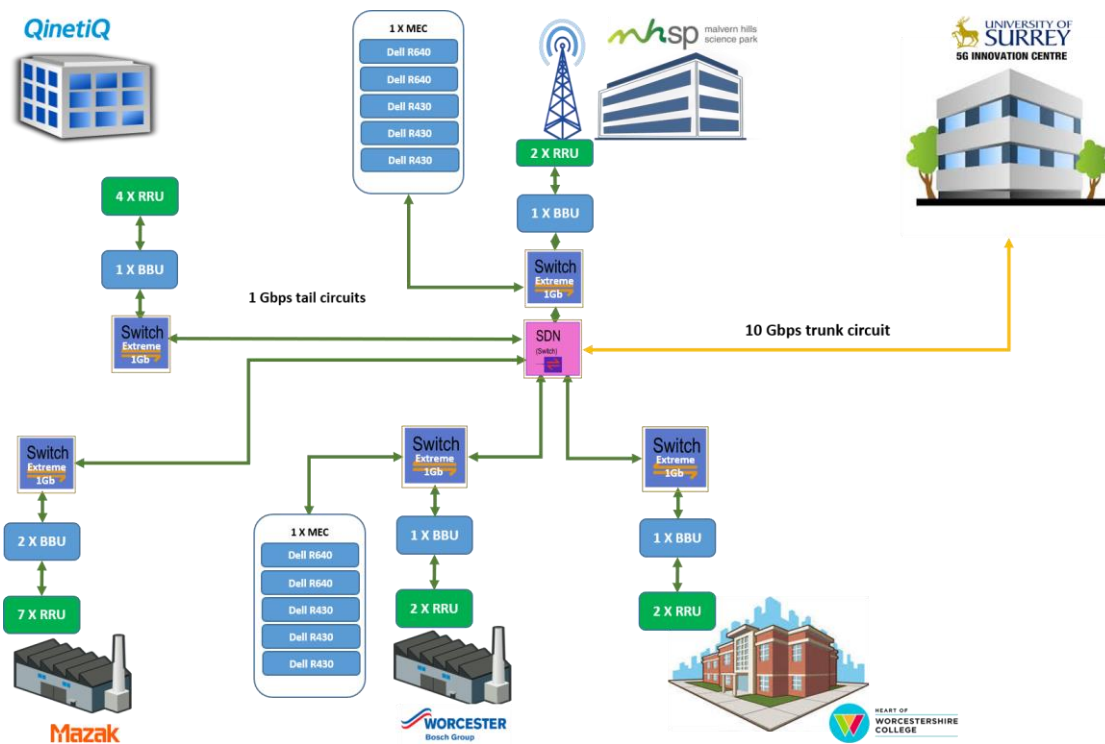 QinetiQ
1 X MEC
Dell R640
Dell R640
Dell R430
Dell R430
Dell R430
mhsp malvern hills
science park
UNIVERSITY OF
SURREY
5G INNOVATION CENTRE
2 X RRU
4 X RRU
1 X BBU
1 X BBU
Switch
Extreme
1Gb
1 Gbps tail circuits
Switch
Extreme
1Gb
SDN
(Switch)
10 Gbps trunk circuit
Switch
Extreme
1Gb
Switch
Extreme
1Gb
Switch
Extreme
1Gb
2 X BBU
7 X RRU
Mazak
1 X MEC
Dell R640
Dell R640
Dell R430
Dell R430
Dell R430
1 X BBU
2 X RRU
WORCESTER
Bosch Group
1 X BBU
2 X RRU
HEART OF
WORCESTERSHIRE
COLLEGE